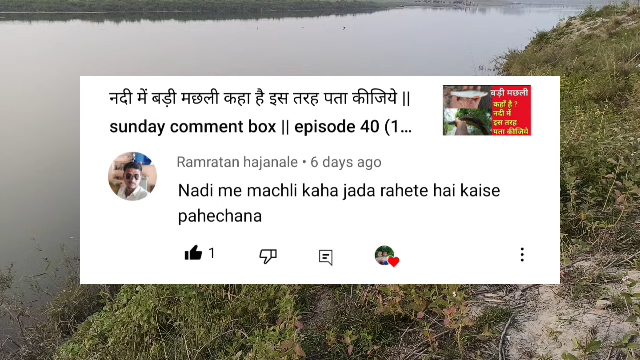 नदी में बड़ी मछली कहा है इस तरह पता कीजिये ||
sunday comment box || episode 40 (1...
बड़ी मछली
कहाँ है ?
नदी में
इस तरह
पता कीजिये
Ramratan hajanale • 6 days ago
Nadi me machli kaha jada rahete hai kaise
pahechana
1